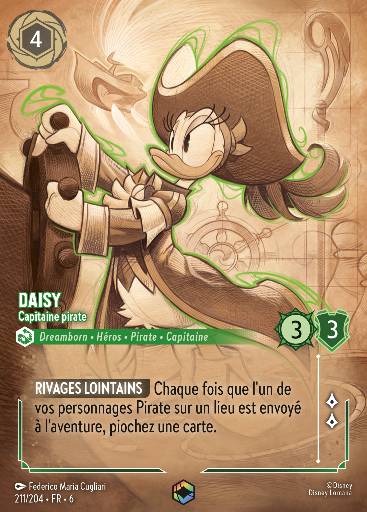 4
DAISY
Capitaine pirate
Dreamborn • Héros • Pirate • Capitaine
3
3
RIVAGES LOINTAINS Chaque fois que l'un de
vos personnages Pirate sur un lieu est envoyé
à l'aventure, piochez une carte.
Federico Maria Cugliari
211/204 • FR • 6
©Disney
Disney Lorcana